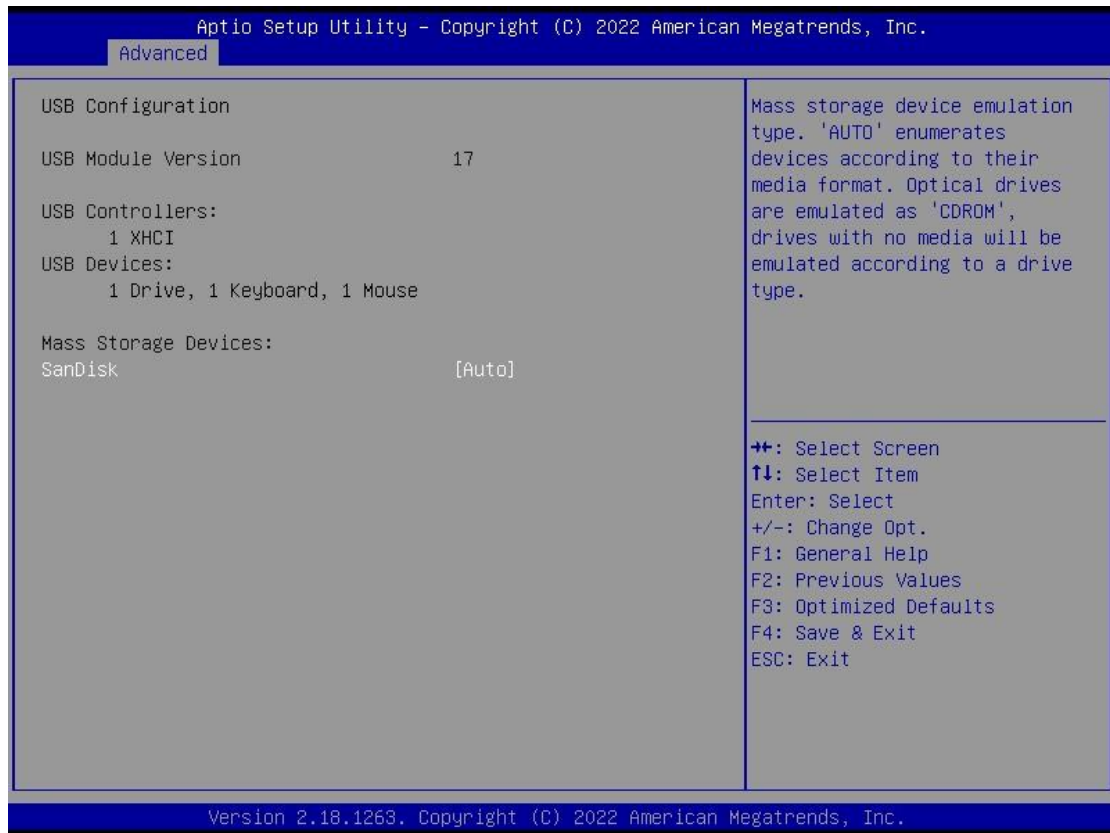 Aptio Setup Utility – Copyright (C) 2022 American Megatrends, Inc.
Advanced
USB Configuration
USB Module Version 17
USB Controllers:
1 XHCI
USB Devices:
1 Drive, 1 Keyboard, 1 Mouse
Mass Storage Devices:
SanDisk [Auto]
Mass storage device emulation
type. 'AUTO' enumerates
devices according to their
media format. Optical drives
are emulated as 'CDROM',
drives with no media will be
emulated according to a drive
type.
→←: Select Screen
↑↓: Select Item
Enter: Select
+/-: Change Opt.
F1: General Help
F2: Previous Values
F3: Optimized Defaults
F4: Save & Exit
ESC: Exit
Version 2.18.1263. Copyright (C) 2022 American Megatrends, Inc.